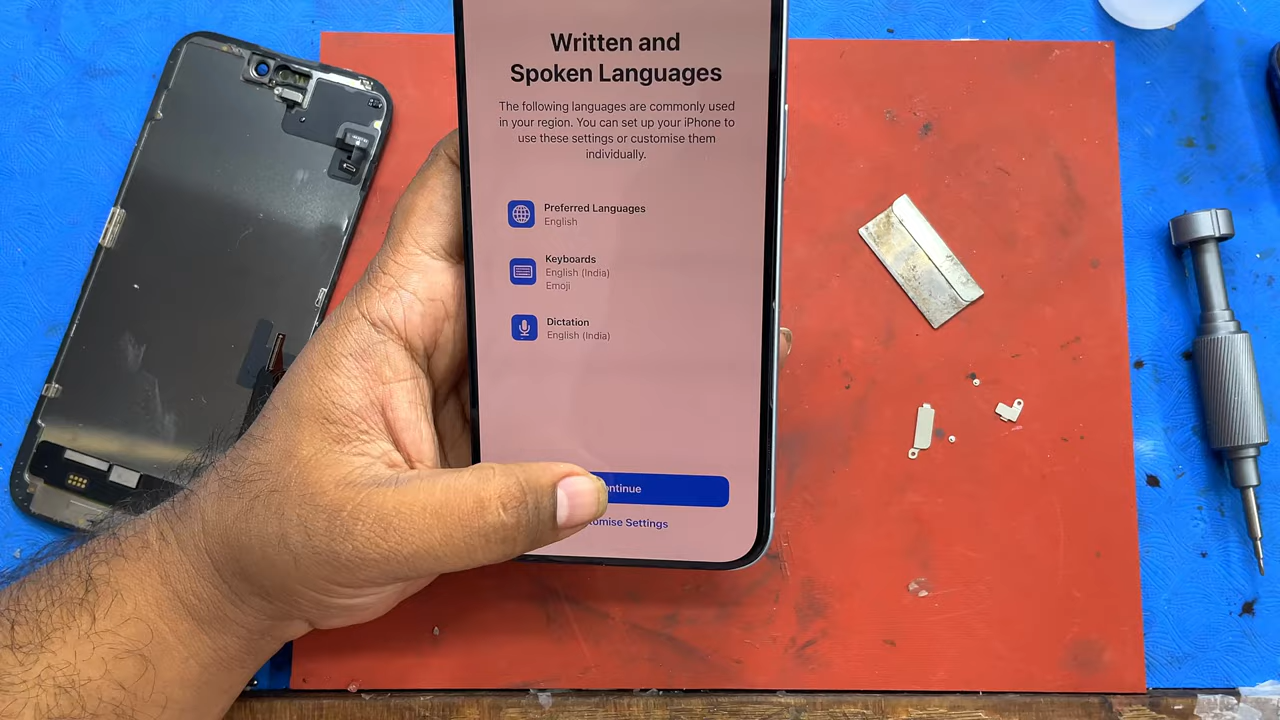 Written and
Spoken Languages
The following languages are commonly used
in your region. You can set up your iPhone to
use these settings or customise them
individually.
Preferred Languages
English
Keyboards
English (India)
Emoji
Dictation
English (India)
ontinue
tomise Settings